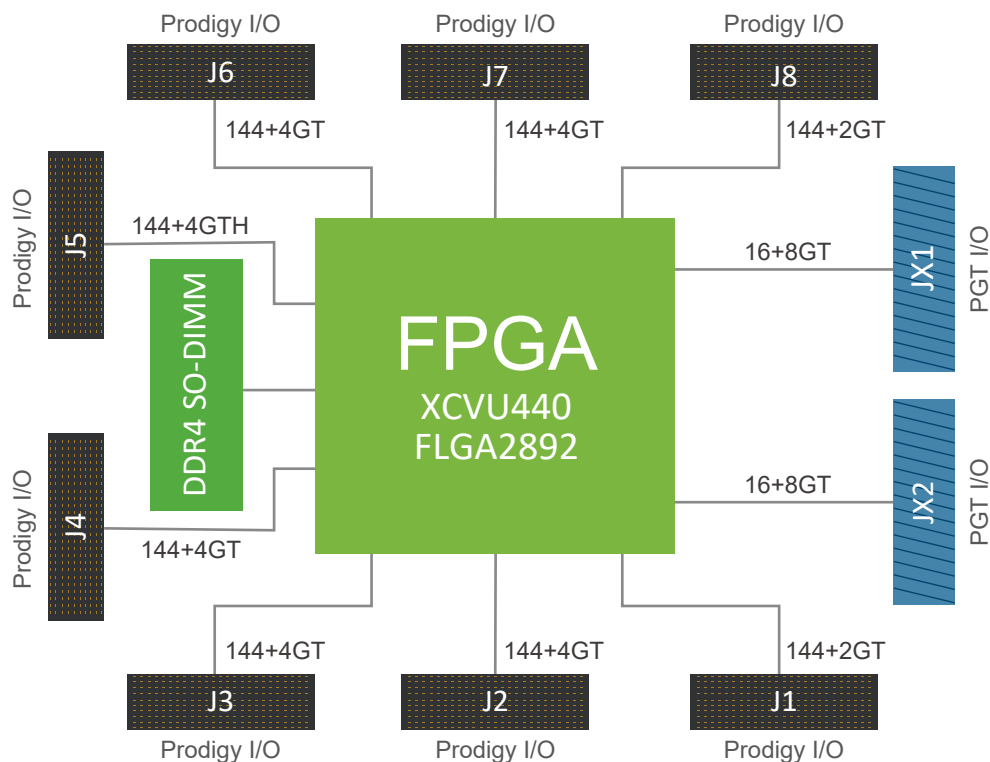 Prodigy I/O
Prodigy I/O
Prodigy I/O
J6
J7
J8
144+4GT
144+4GT
144+2GT
Prodigy I/O
J5
144+4GTH
16+8GT
JX1
PGT I/O
DDR4 SO-DIMM
FPGA
XCVU440
FLGA2892
Prodigy I/O
J4
144+4GT
16+8GT
JX2
PGT I/O
144+4GT
144+4GT
144+2GT
J3
J2
J1
Prodigy I/O
Prodigy I/O
Prodigy I/O